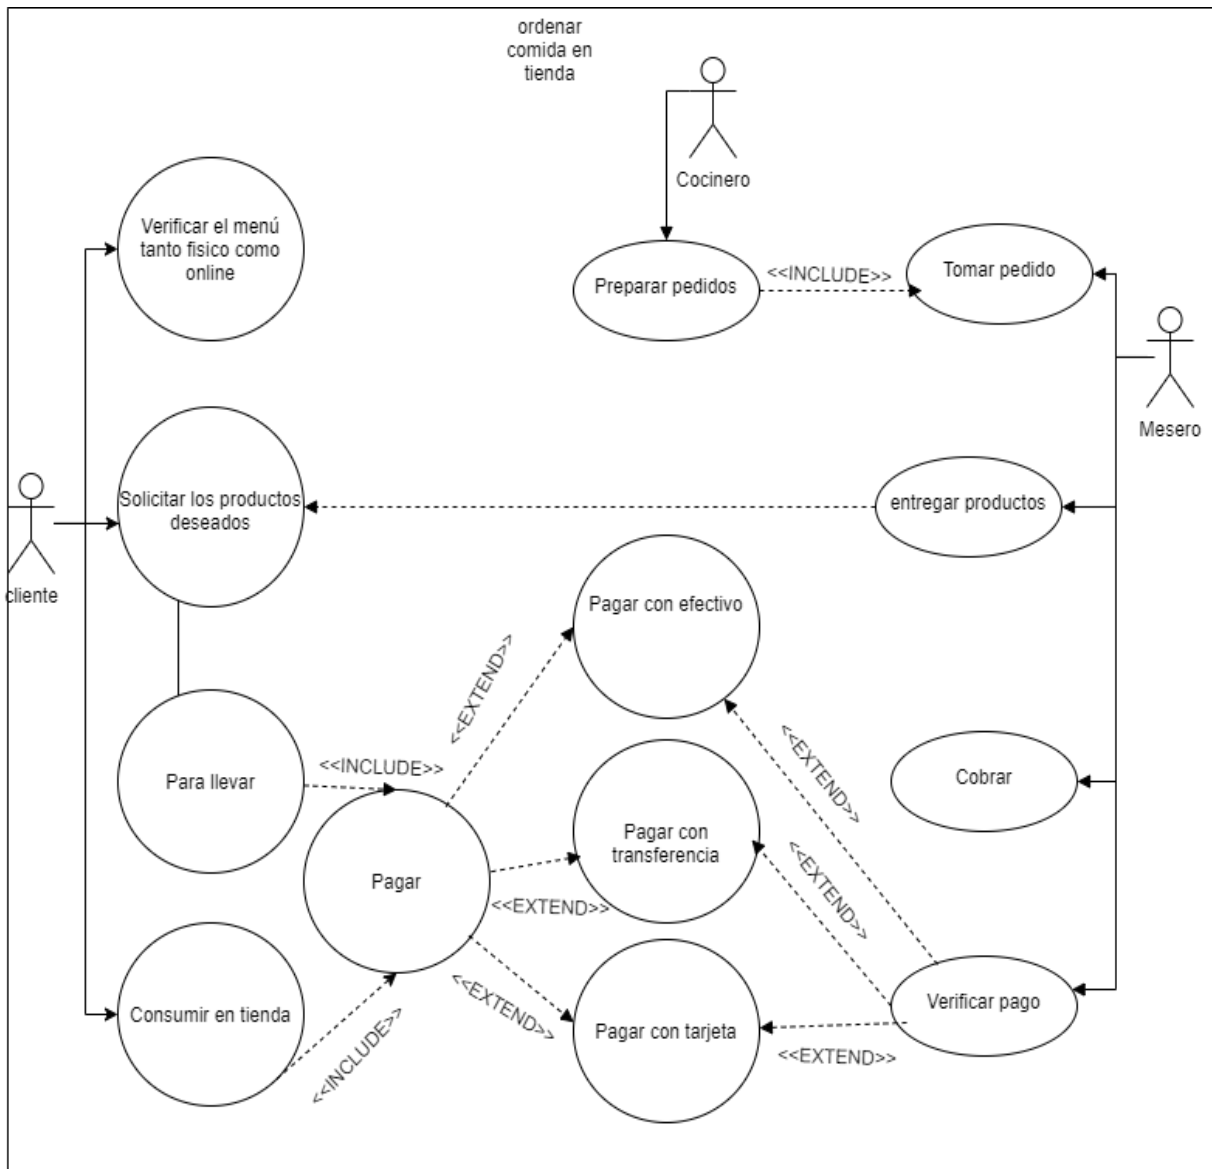 ordenar
comida en
tienda
Cocinero
Verificar el menú
tanto fisico como
online
Preparar pedidos
<<INCLUDE>>
Tomar pedido
Mesero
Solicitar los productos
deseados
entregar productos
cliente
Pagar con efectivo
<<EXTEND>>
<<EXTEND>>
Para llevar
<<INCLUDE>>
Cobrar
Pagar con
transferencia
<<EXTEND>>
Pagar
<<EXTEND>>
Consumir en tienda
<<INCLUDE>>
<<EXTEND>>
Pagar con tarjeta
Verificar pago
<<EXTEND>>